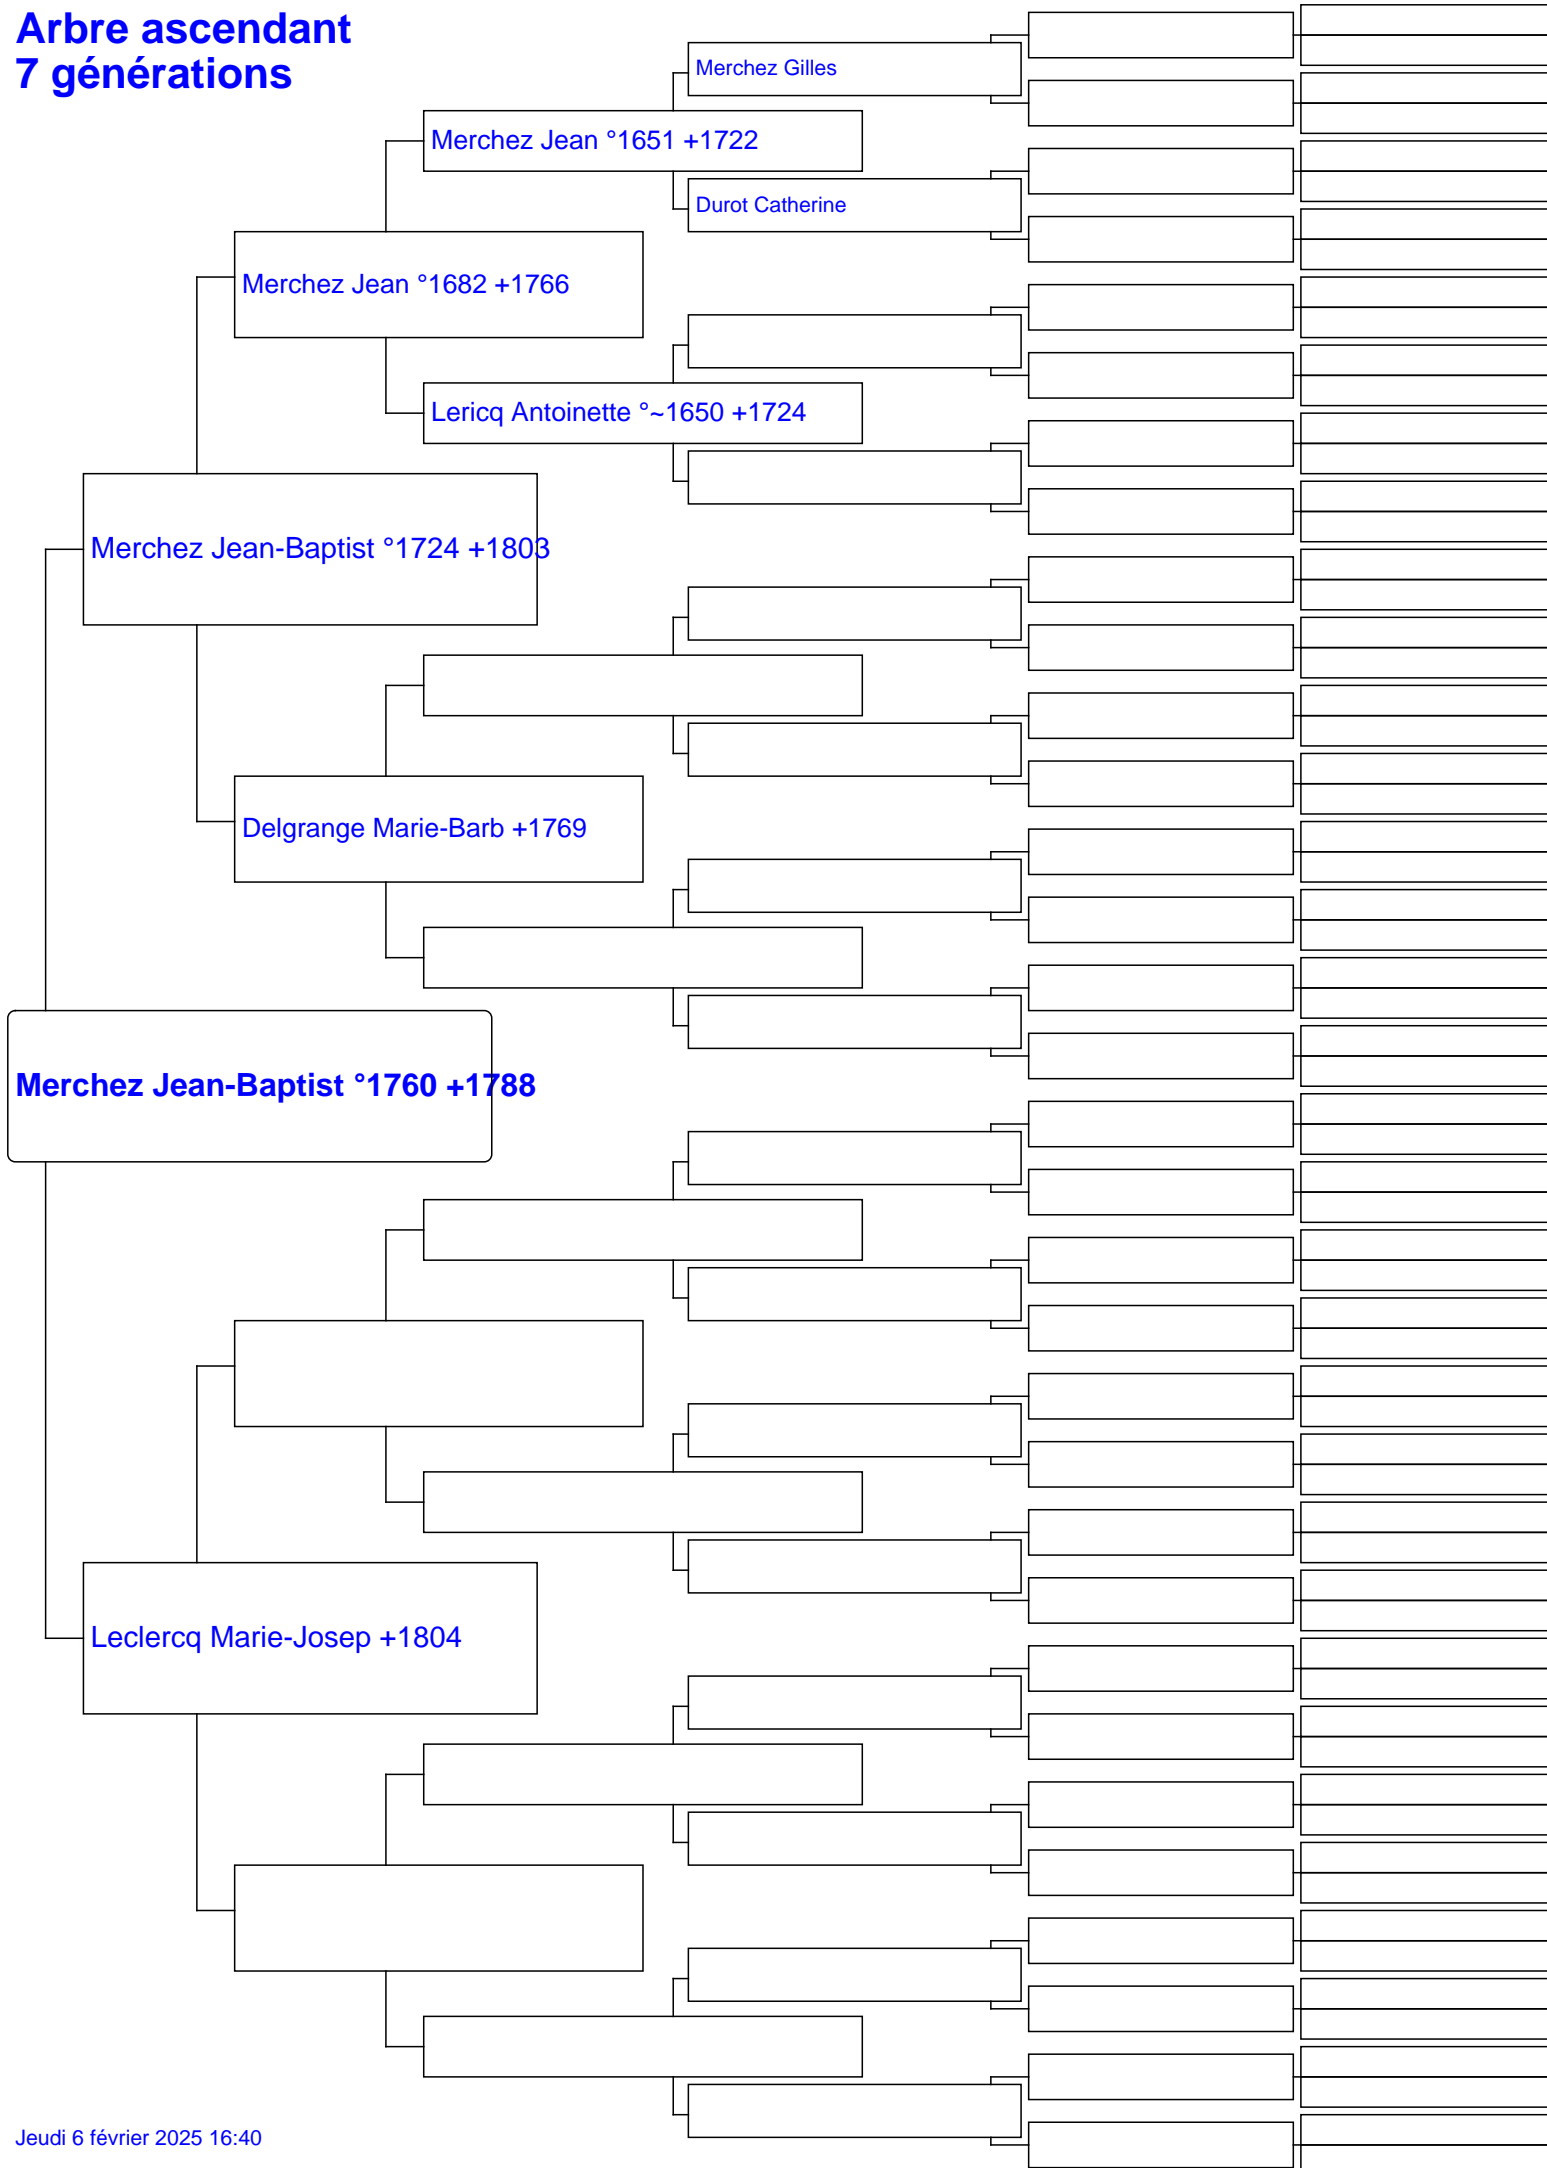 Arbre ascendant
7 générations
Merchez Gilles
Merchez Jean °1651 +1722
Durot Catherine
Merchez Jean °1682 +1766
Lericq Antoinette °~1650 +1724
Merchez Jean-Baptist °1724 +1803
Delgrange Marie-Barb +1769
Merchez Jean-Baptist °1760 +1788
Leclercq Marie-Josep +1804
Jeudi 6 février 2025 16:40